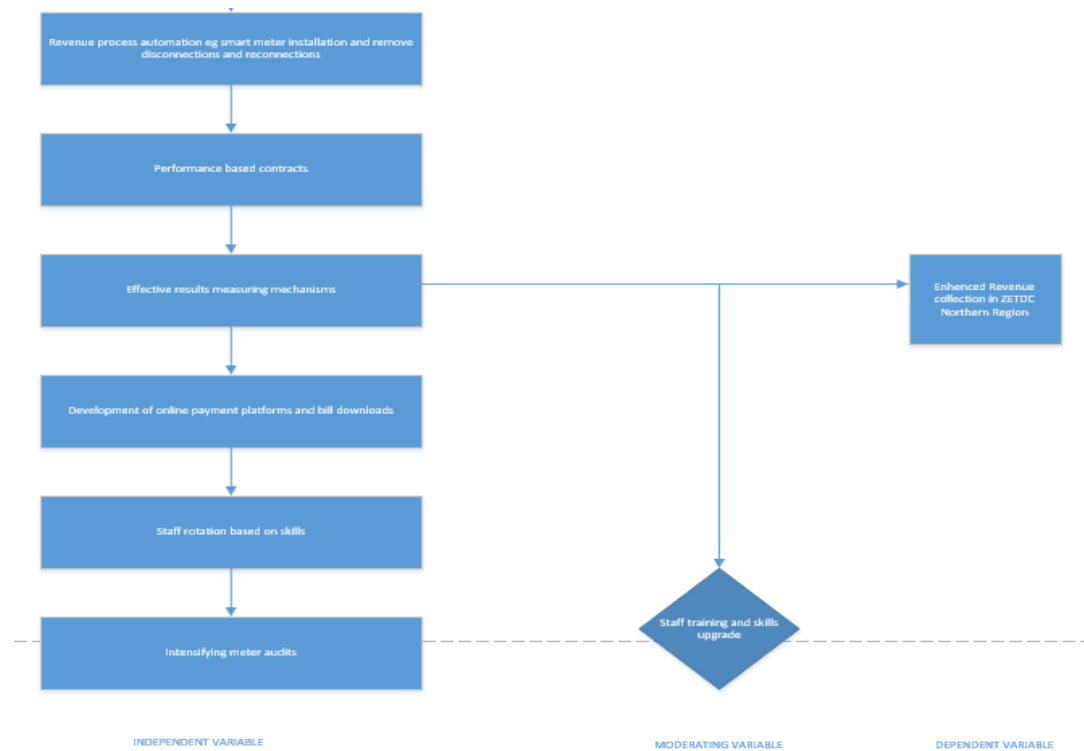 Revenue process automation eg smart meter installation and remove
disconnections and reconnections
Performance based contracts
Effective results measuring mechanisms
Enhenced Revenue
collection in ZETDC
Northern Region
Development of online payment platforms and bill downloads
Staff rotation based on skills
Staff training and skills
upgrade
Intensifying meter audits
INDEPENDENT VARIABLE
MODERATING VARIABLE
DEPENDENT VARIABLE